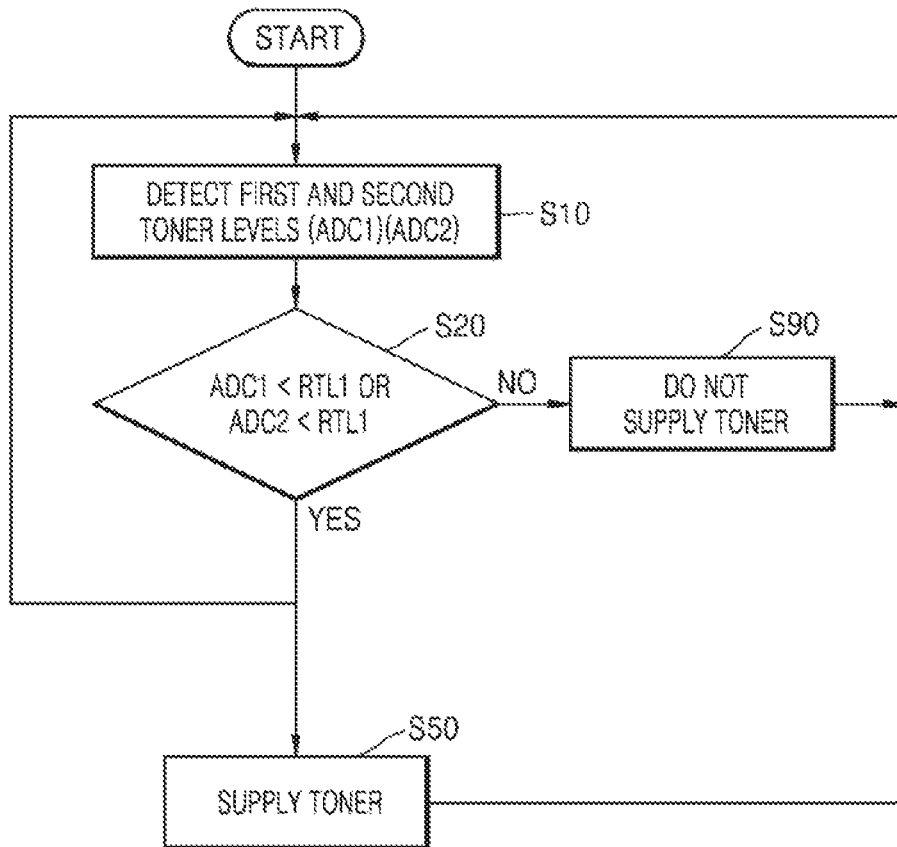 START
DETECT FIRST AND SECOND
TONER LEVELS (ADC1)(ADC2)
S10
S20
ADC1 < RTL1 OR
ADC2 < RTL1
NO
S90
DO NOT
SUPPLY TONER
YES
S50
SUPPLY TONER